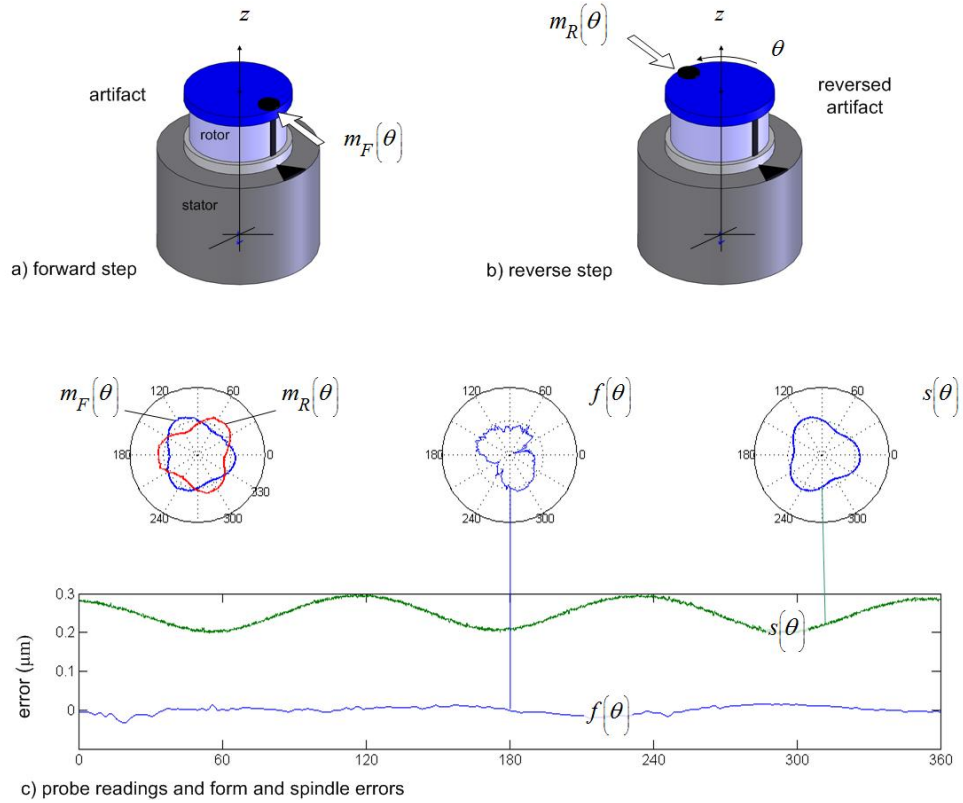 z
artifact
rotor
m_F(θ)
stator
a) forward step
m_R(θ)
z
θ
reversed
artifact
b) reverse step
m_F(θ)
m_R(θ)
120
60
180
0
240
300
330
f(θ)
120
60
180
0
240
300
s(θ)
120
60
180
0
240
300
error (μm)
0.3
0.2
0.1
0
s(θ)
f(θ)
0
60
120
180
240
300
360
c) probe readings and form and spindle errors